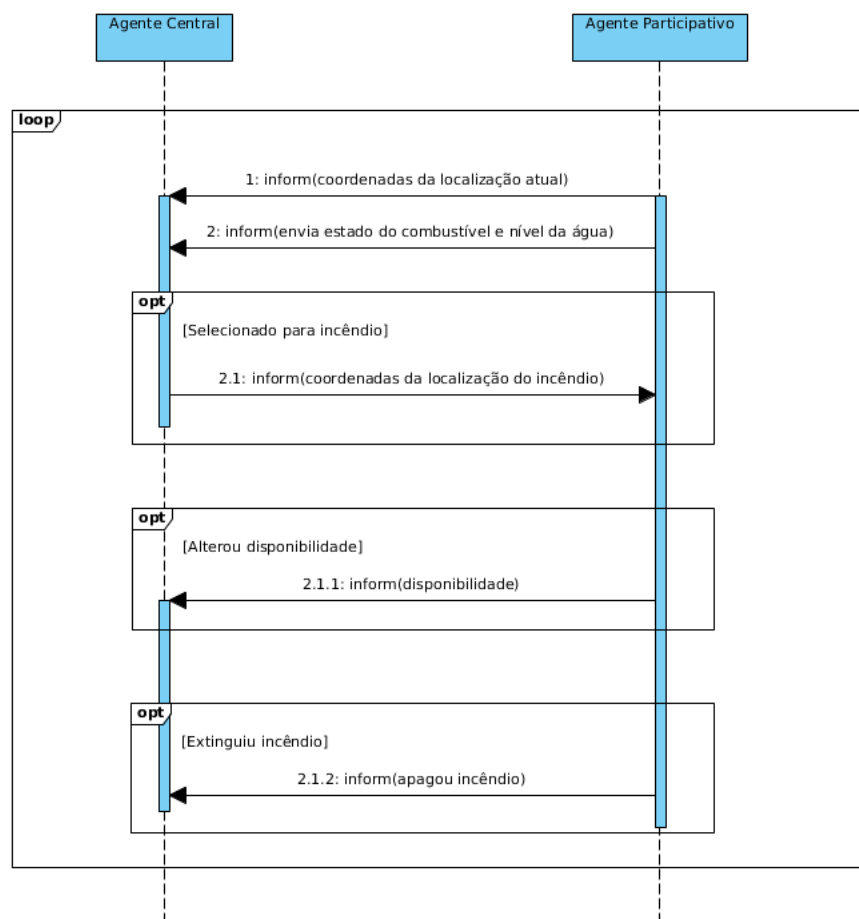 Agente Central
Agente Participativo
loop
1: inform(coordenadas da localização atual)
2: inform(envia estado do combustível e nível da água)
opt
[Selecionado para incêndio]
2.1: inform(coordenadas da localização do incêndio)
opt
[Alterou disponibilidade]
2.1.1: inform(disponibilidade)
opt
[Extinguiu incêndio]
2.1.2: inform(apagou incêndio)